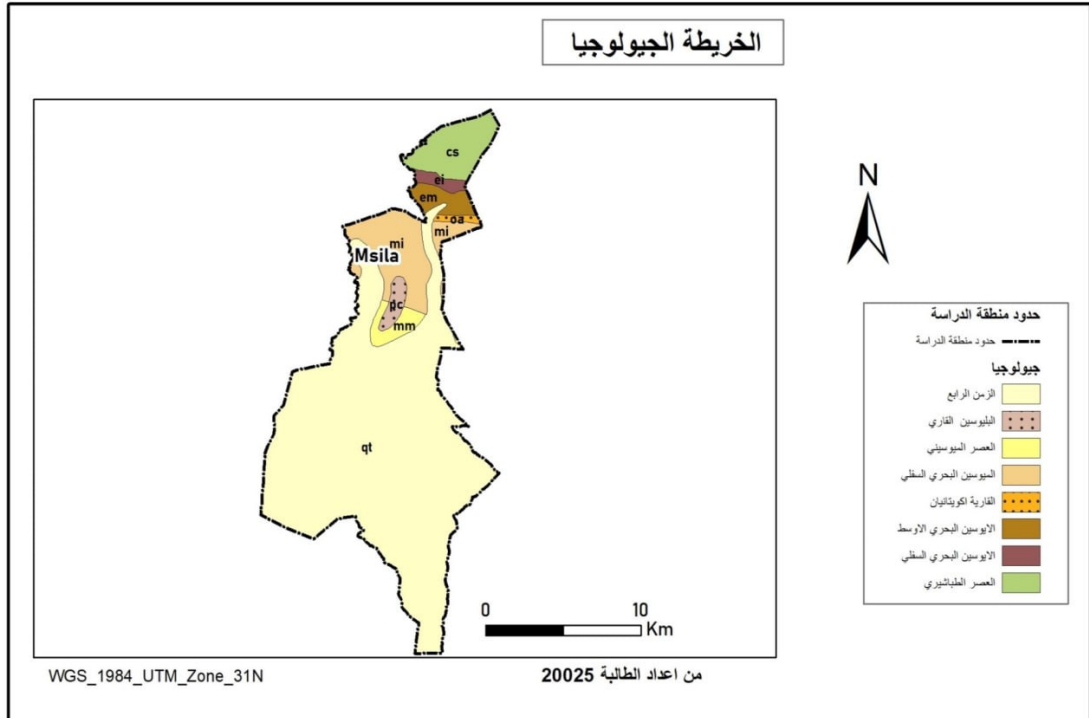 الخريطة الجيولوجيا
cs
ei
em
oa
mi
mi
Msila
pc
mm
qt
N
حدود منطقة الدراسة
حدود منطقة الدراسة
جيولوجيا
الزمن الرابع
البليوسين القاري
العصر الميوسيني
الميوسين البحري السفلي
القارية اكويتانيان
الايوسين البحري الاوسط
الايوسين البحري السفلي
العصر الطباشيري
0 10
Km
WGS_1984_UTM_Zone_31N
من اعداد الطالبة 20025